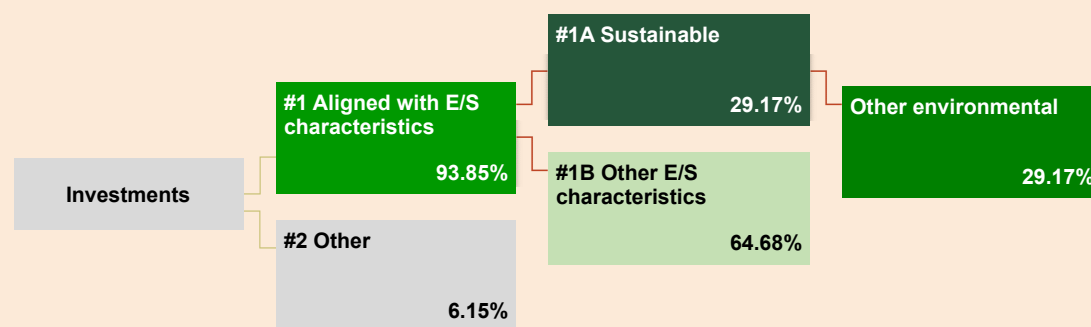 Investments
#1 Aligned with E/S
characteristics
93.85%
#2 Other
6.15%
#1A Sustainable
29.17%
#1B Other E/S
characteristics
64.68%
Other environmental
29.17%